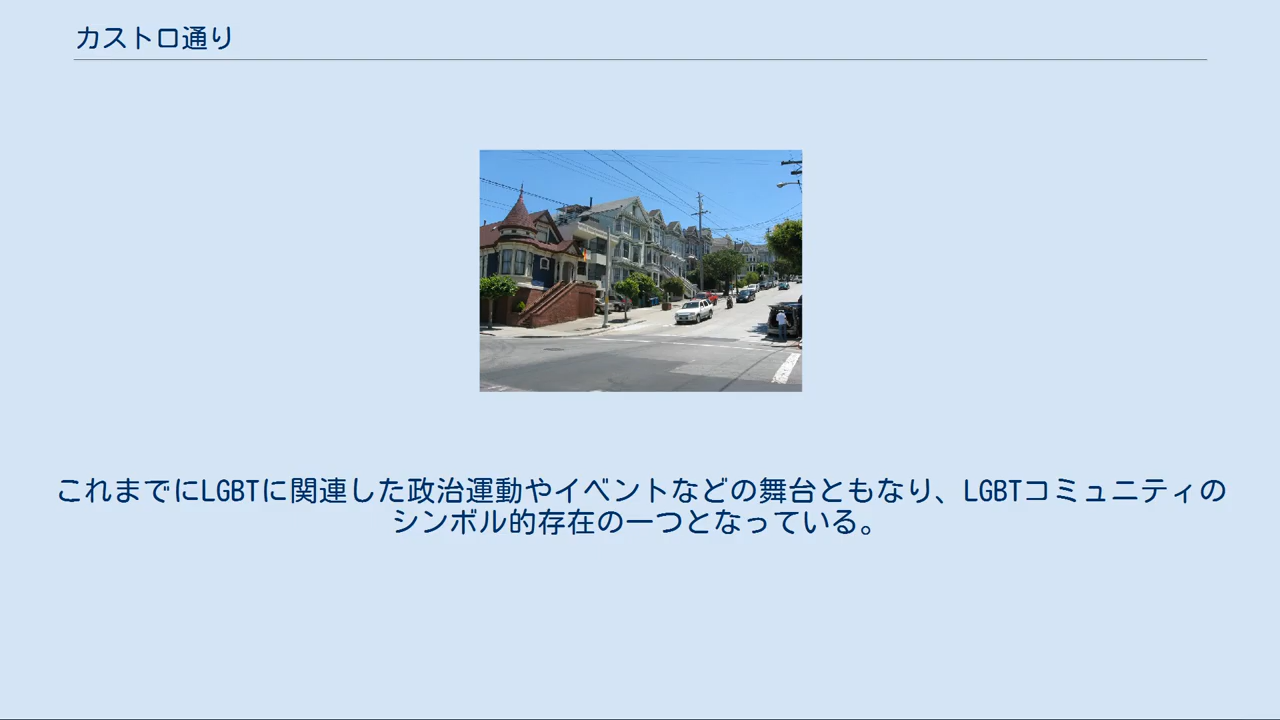 カストロ通り
これまでにLGBTに関連した政治運動やイベントなどの舞台ともなり、LGBTコミュニティの
シンボル的存在の一つとなっている。